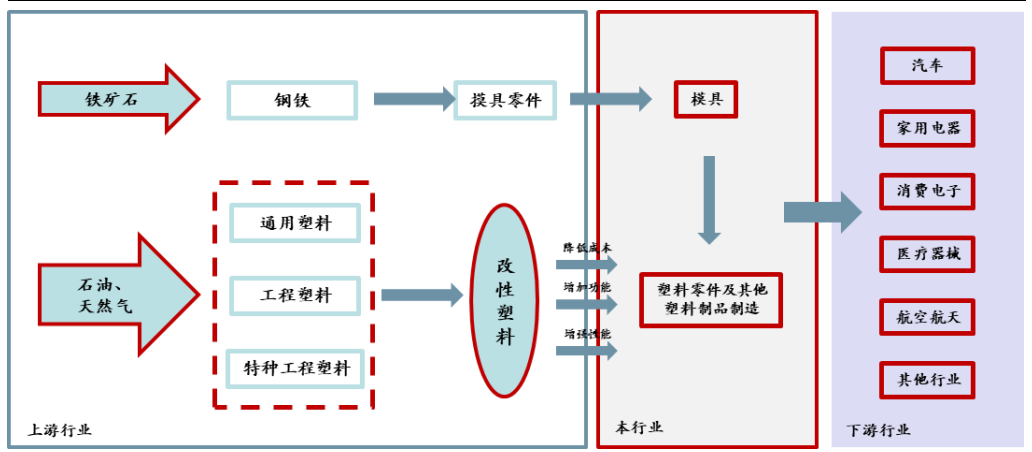 铁矿石
钢铁
模具零件
模具
石油、
天然气
通用塑料
工程塑料
特种工程塑料
改性塑料
降低成本
增加功能
增强性能
塑料零件及其他
塑料制品制造
汽车
家用电器
消费电子
医疗器械
航空航天
其他行业
上游行业
本行业
下游行业